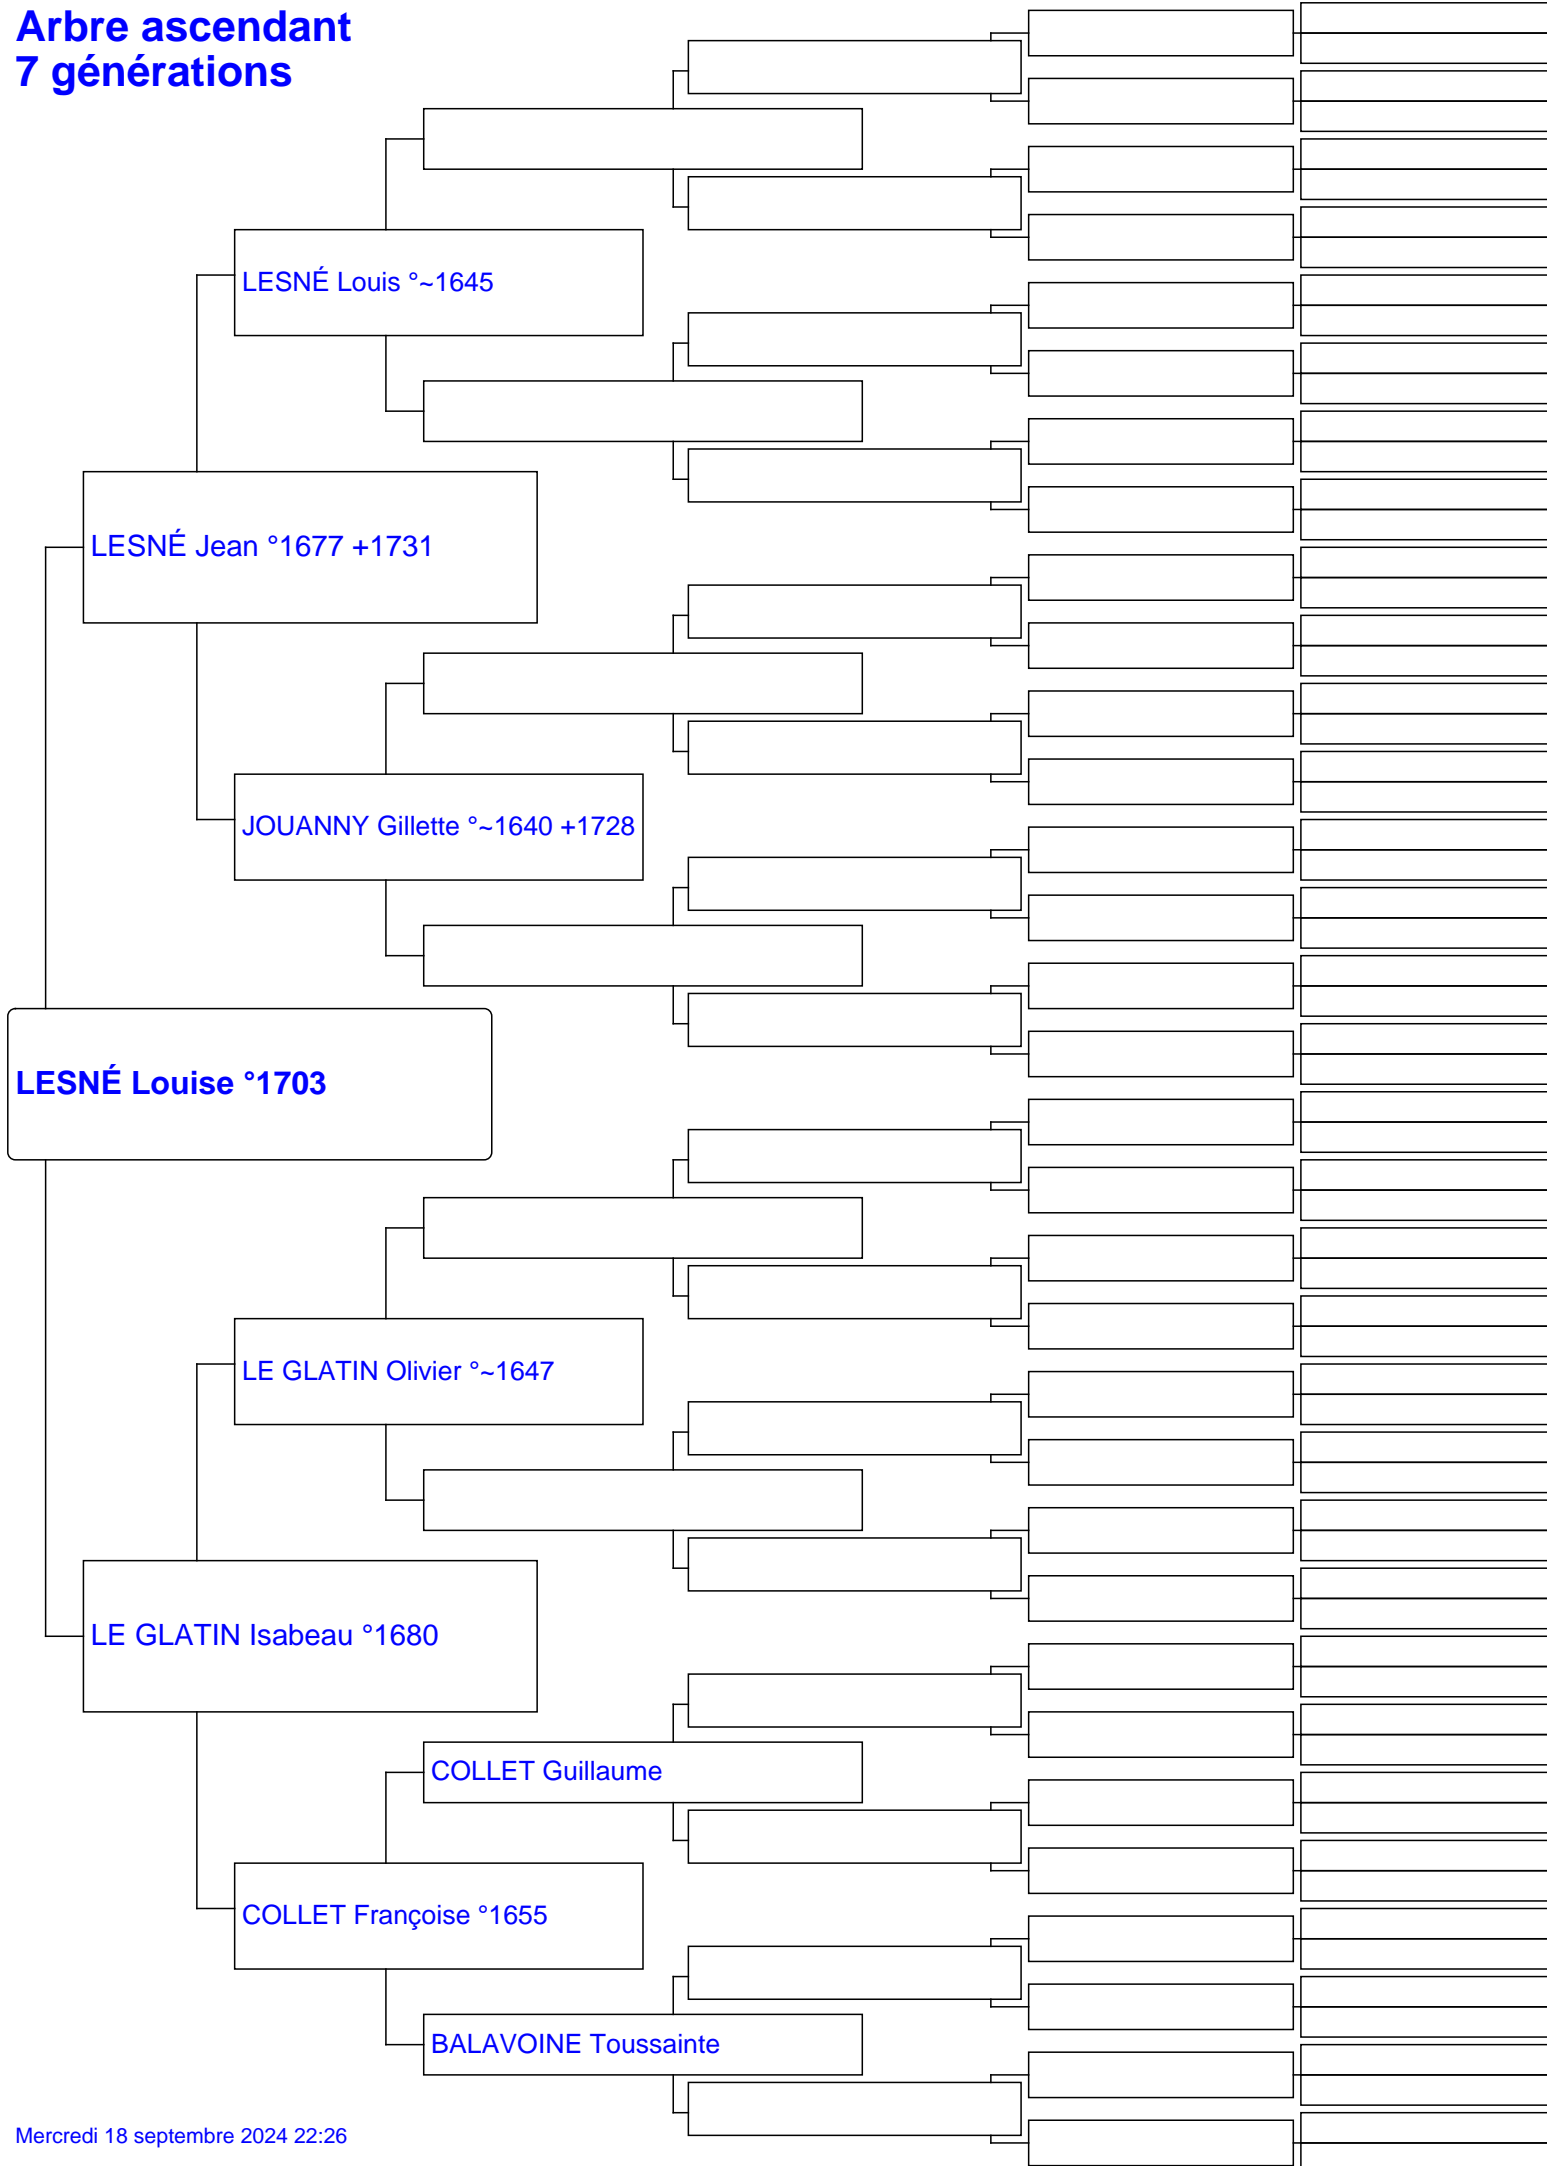 Arbre ascendant
7 générations
LESNÉ Louis °~1645
LESNÉ Jean °1677 +1731
JOUANNY Gillette °~1640 +1728
LESNÉ Louise °1703
LE GLATIN Olivier °~1647
LE GLATIN Isabeau °1680
COLLET Guillaume
COLLET Françoise °1655
BALAVOINE Toussainte
Mercredi 18 septembre 2024 22:26